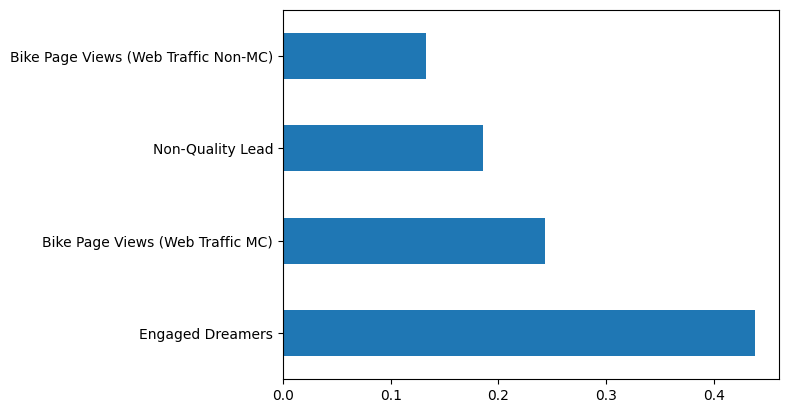 Bike Page Views (Web Traffic Non-MC)
Non-Quality Lead
Bike Page Views (Web Traffic MC)
Engaged Dreamers
0.0 0.1 0.2 0.3 0.4